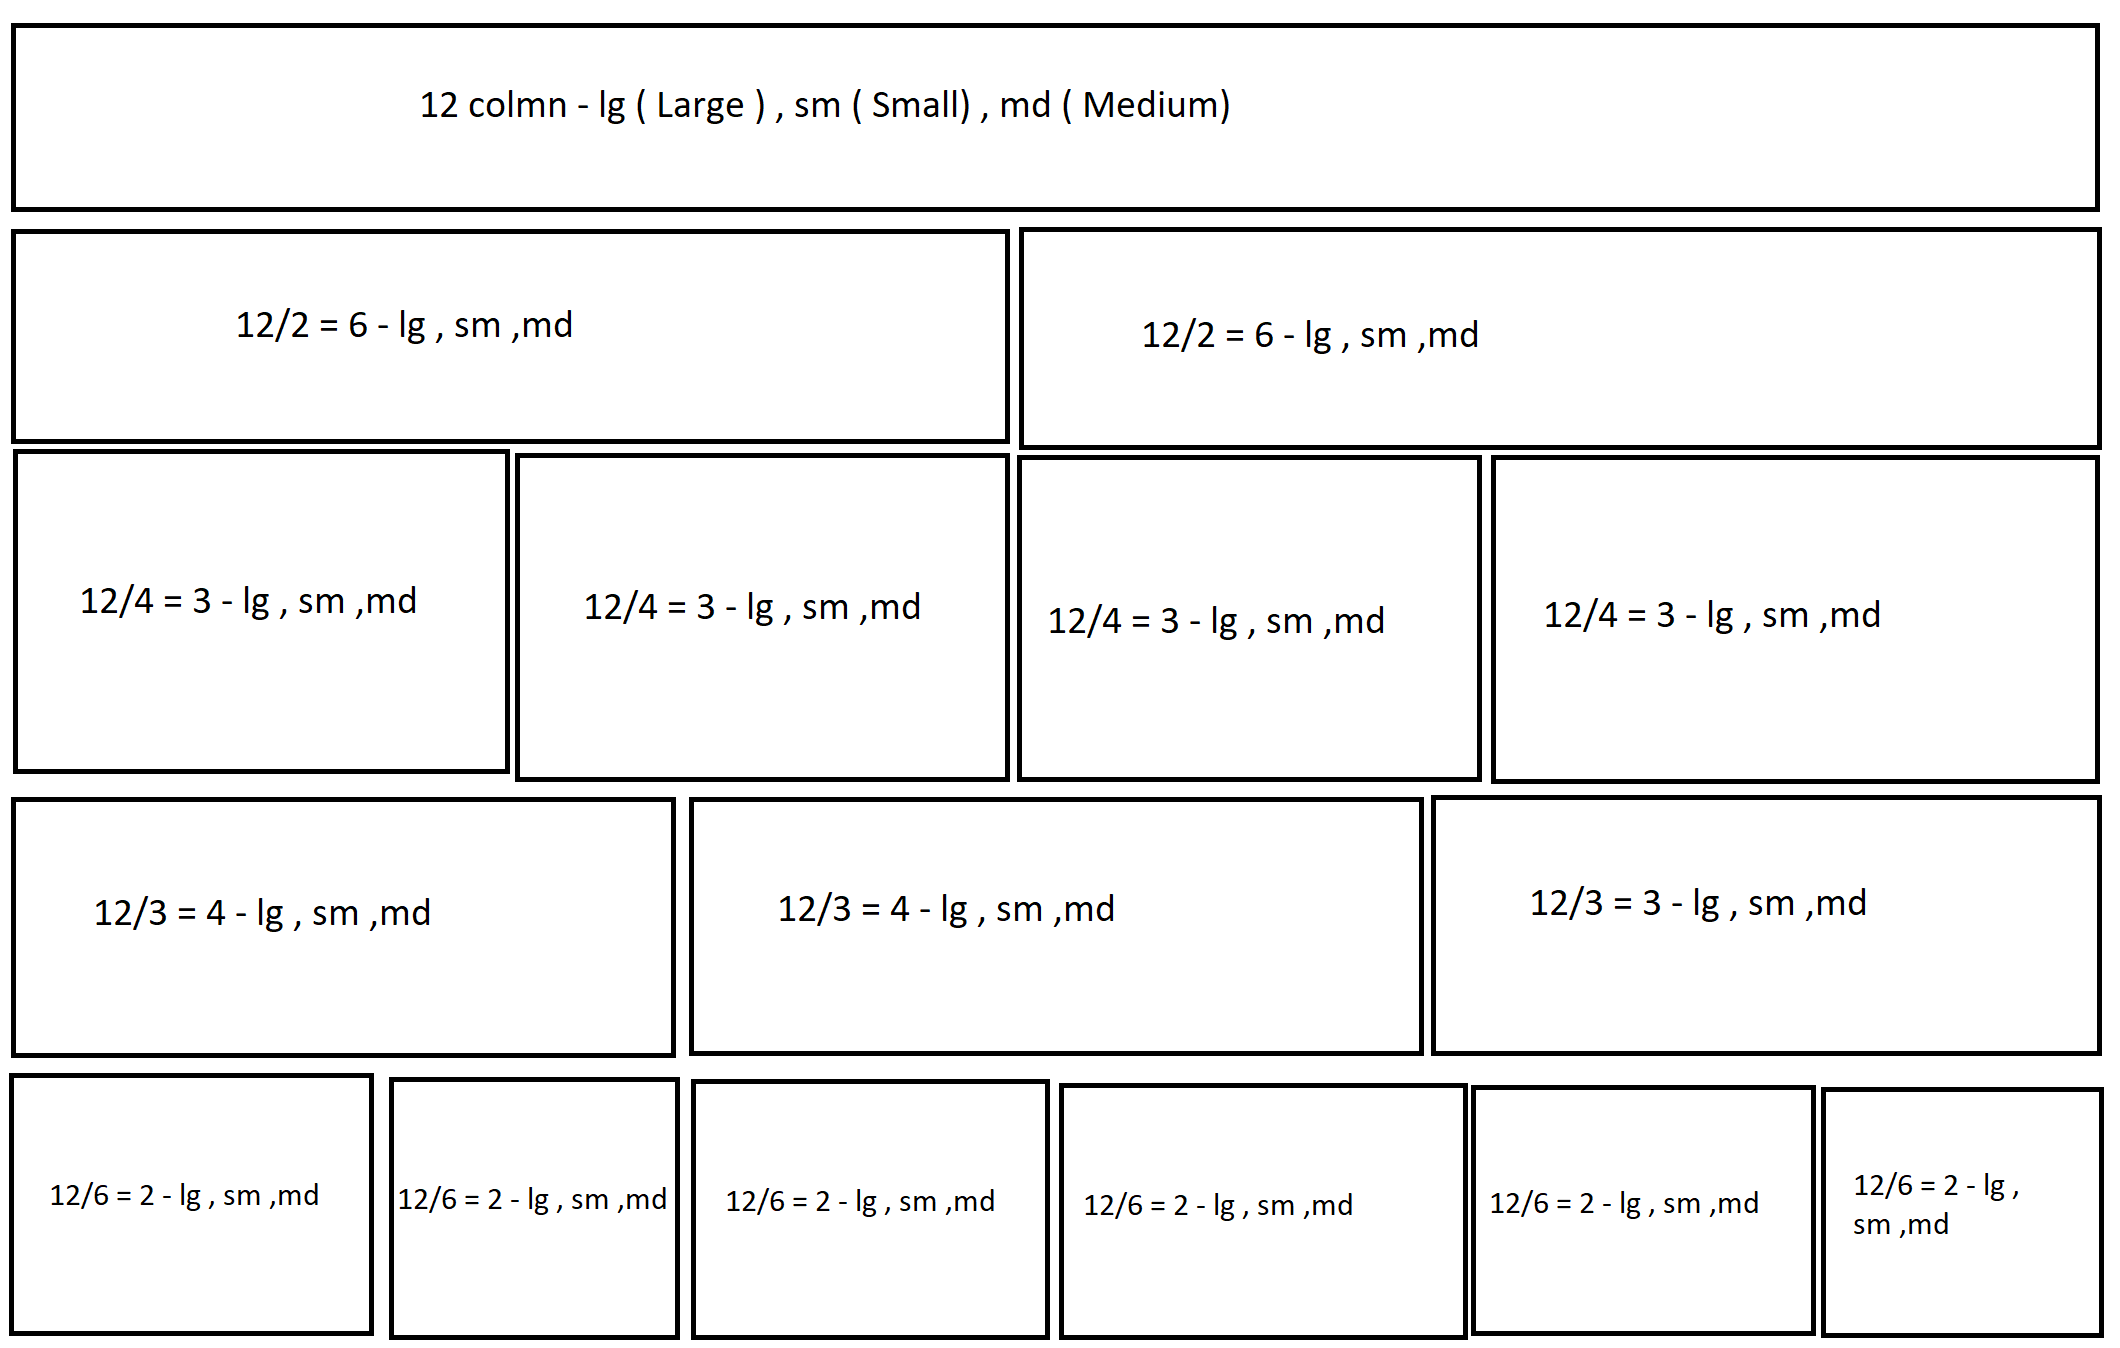 12 colmn - lg ( Large ) , sm ( Small) , md ( Medium)
12/2 = 6 - lg , sm ,md
12/2 = 6 - lg , sm ,md
12/4 = 3 - lg , sm ,md
12/4 = 3 - lg , sm ,md
12/4 = 3 - lg , sm ,md
12/4 = 3 - lg , sm ,md
12/3 = 4 - lg , sm ,md
12/3 = 4 - lg , sm ,md
12/3 = 3 - lg , sm ,md
12/6 = 2 - lg , sm ,md
12/6 = 2 - lg , sm ,md
12/6 = 2 - lg , sm ,md
12/6 = 2 - lg , sm ,md
12/6 = 2 - lg , sm ,md
12/6 = 2 - lg ,
sm ,md